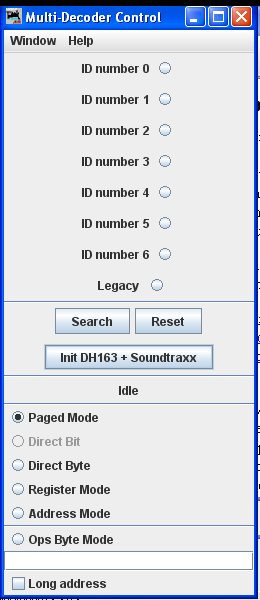 Multi-Decoder Control
Window Help
ID number 0
ID number 1
ID number 2
ID number 3
ID number 4
ID number 5
ID number 6
Legacy
Search Reset
Init DH163 + Soundtraxx
Idle
Paged Mode
Direct Bit
Direct Byte
Register Mode
Address Mode
Ops Byte Mode
Long address